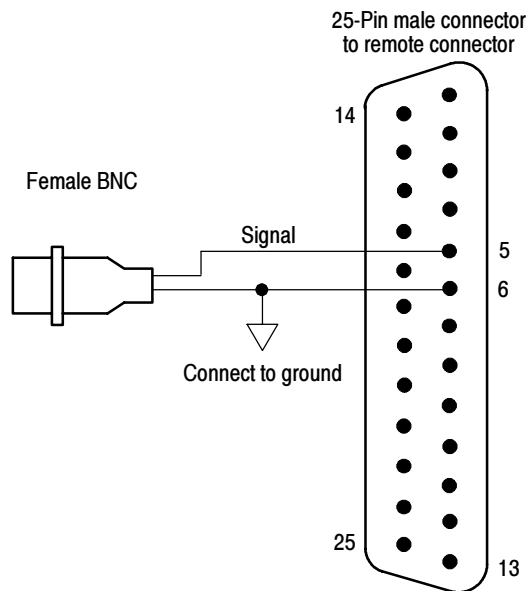 25-Pin male connector
to remote connector
14
Female BNC
Signal
5
6
Connect to ground
25
13